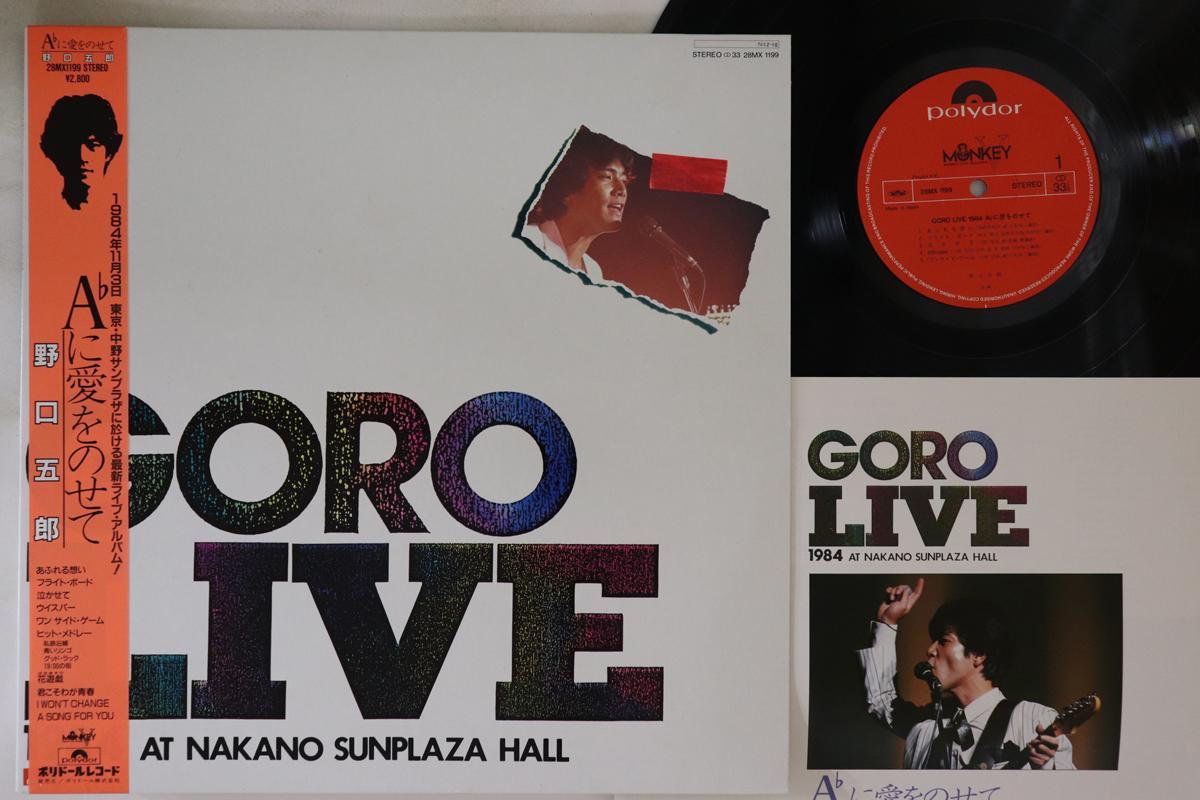 A♭に愛をのせて
野口五郎
28MX1199 STEREO
¥2,800
1984年11月3日 東京・中野サンプラザに於ける最新ライブ・アルバム!
A♭に愛をのせて
野口五郎
あふれる想い
フライト・ボード
泣かせて
ウイスパー
ワン サイド・ゲーム
ヒット・メドレー
私鉄沿線
青いリンゴ
グッド・ラック
19:00の街
花遊戯
君こそわが青春
I WON'T CHANGE
A SONG FOR YOU
MONKEY
polydor
ポリドールレコード
STEREO 33 28MX 1199
GORO
LIVE
AT NAKANO SUNPLAZA HALL
polydor
MONKEY
1
28MX 1199
STEREO
33⅓
GORO LIVE 1984 A♭に愛をのせて
GORO
LIVE
1984 AT NAKANO SUNPLAZA HALL
A♭に愛をのせて